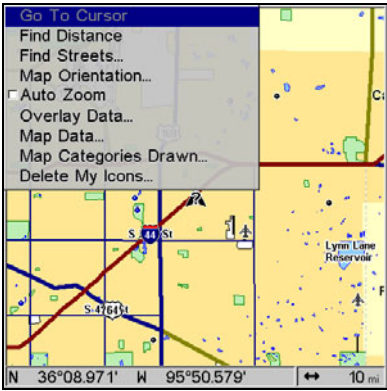 Go To Cursor
Find Distance
Find Streets...
Map Orientation...
Auto Zoom
Overlay Data...
Map Data...
Map Categories Drawn...
Delete My Icons...
S 44 St
Lynn Lane
Reservoir
N 36°08.971' W 95°50.579' ↔ 10 mi